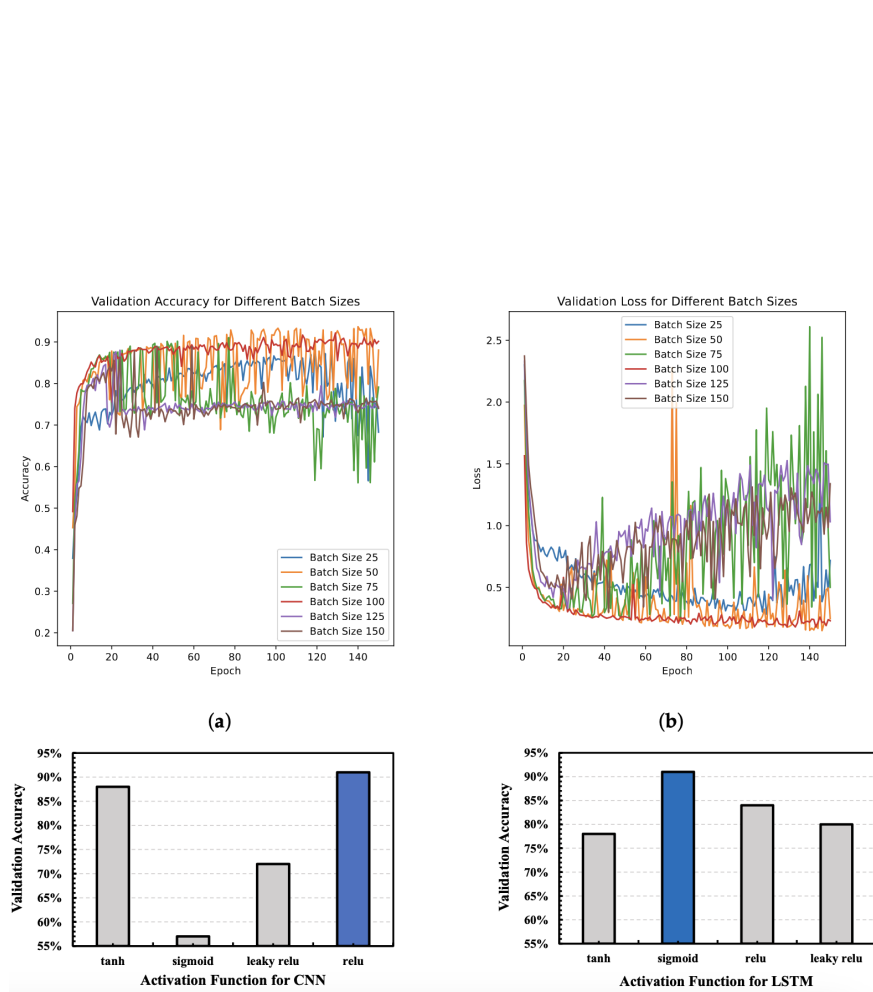 Validation Accuracy for Different Batch Sizes
Accuracy
0.9
0.8
0.7
0.6
0.5
0.4
0.3
0.2
Batch Size 25
Batch Size 50
Batch Size 75
Batch Size 100
Batch Size 125
Batch Size 150
0 20 40 60 80 100 120 140
Epoch
(a)
Validation Loss for Different Batch Sizes
Loss
2.5
2.0
1.5
1.0
0.5
Batch Size 25
Batch Size 50
Batch Size 75
Batch Size 100
Batch Size 125
Batch Size 150
0 20 40 60 80 100 120 140
Epoch
(b)
Validation Accuracy
95%
90%
85%
80%
75%
70%
65%
60%
55%
tanh sigmoid leaky relu relu
Activation Function for CNN
Validation Accuracy
95%
90%
85%
80%
75%
70%
65%
60%
55%
tanh sigmoid relu leaky relu
Activation Function for LSTM